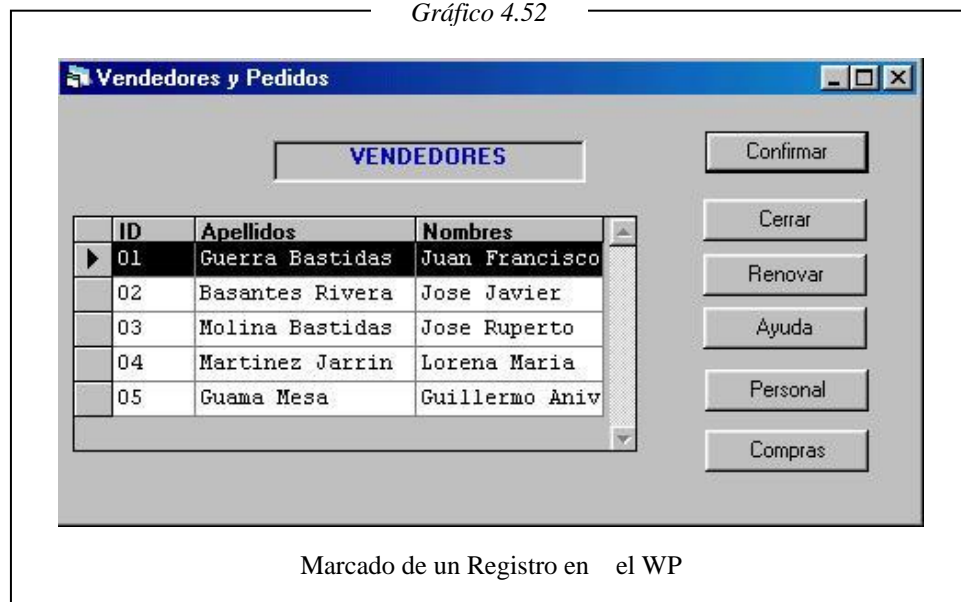 Gráfico 4.52
Vendedores y Pedidos
VENDEDORES
Confirmar
Cerrar
Renovar
Ayuda
Personal
Compras
ID Apellidos Nombres
01 Guerra Bastidas Juan Francisco
02 Basantes Rivera Jose Javier
03 Molina Bastidas Jose Ruperto
04 Martinez Jarrin Lorena Maria
05 Guama Mesa Guillermo Aniv
Marcado de un Registro en el WP